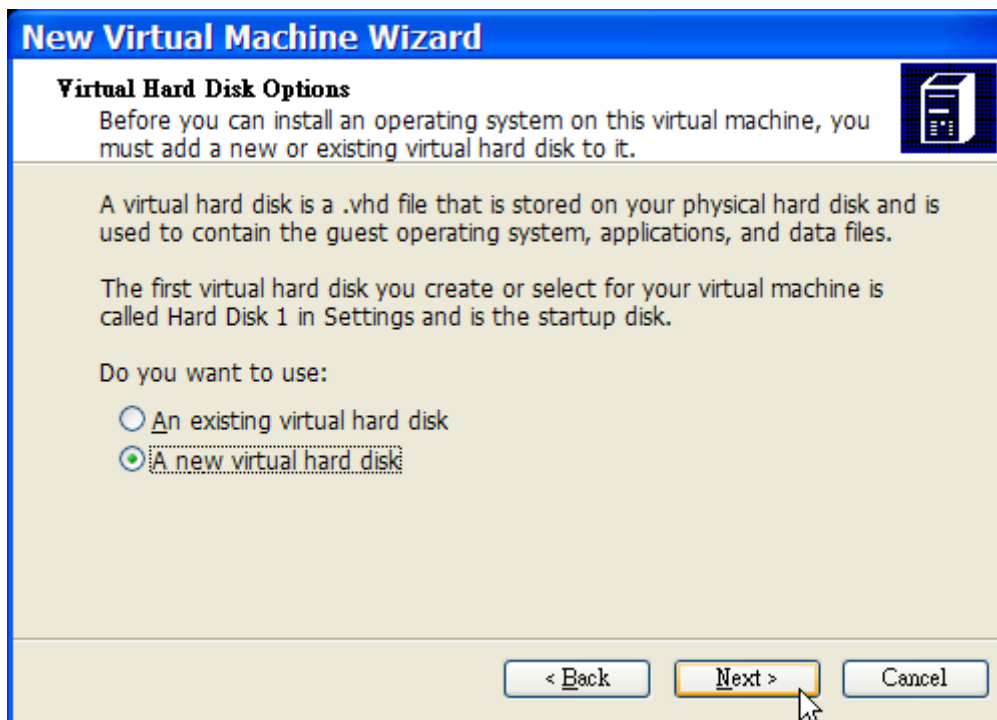 New Virtual Machine Wizard
Virtual Hard Disk Options
Before you can install an operating system on this virtual machine, you
must add a new or existing virtual hard disk to it.
A virtual hard disk is a .vhd file that is stored on your physical hard disk and is
used to contain the guest operating system, applications, and data files.
The first virtual hard disk you create or select for your virtual machine is
called Hard Disk 1 in Settings and is the startup disk.
Do you want to use:
An existing virtual hard disk
A new virtual hard disk
< Back Next > Cancel